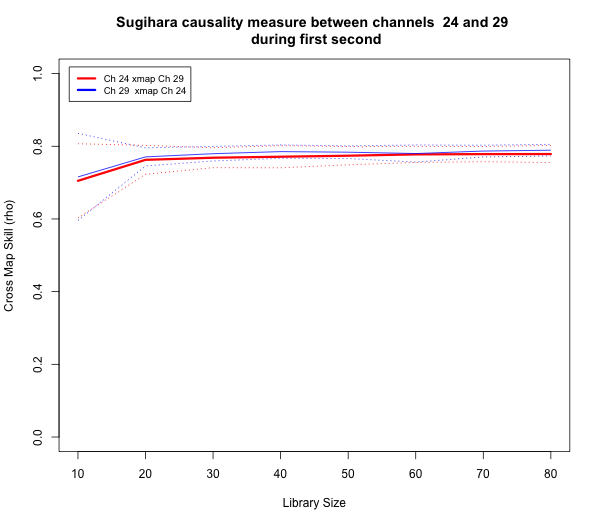 Sugihara causality measure between channels  24 and 29
during first second
Ch 24 xmap Ch 29
Ch 29  xmap Ch 24
Cross Map Skill (rho)
1.0
0.8
0.6
0.4
0.2
0.0
10 20 30 40 50 60 70 80
Library Size